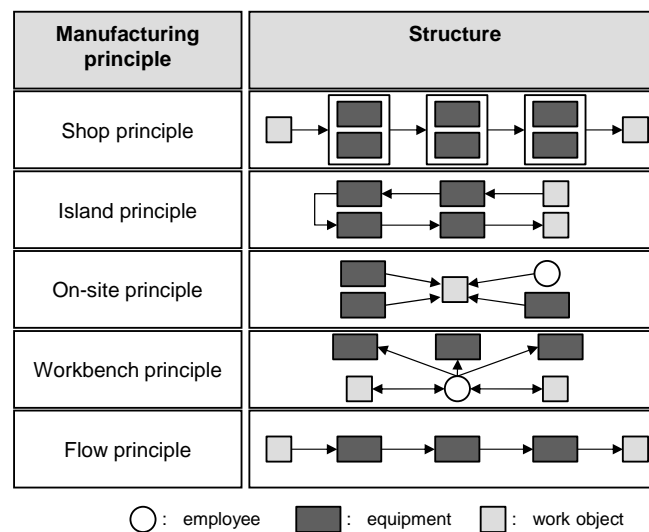 Manufacturing principle
Structure
Shop principle
Island principle
On-site principle
Workbench principle
Flow principle
: employee : equipment : work object